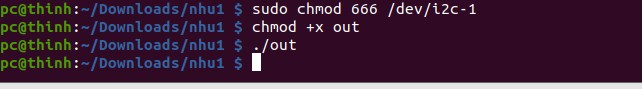 pc@thinh:~/Downloads/nhu1 $ sudo chmod 666 /dev/i2c-1
pc@thinh:~/Downloads/nhu1 $ chmod +x out
pc@thinh:~/Downloads/nhu1 $ ./out
pc@thinh:~/Downloads/nhu1 $